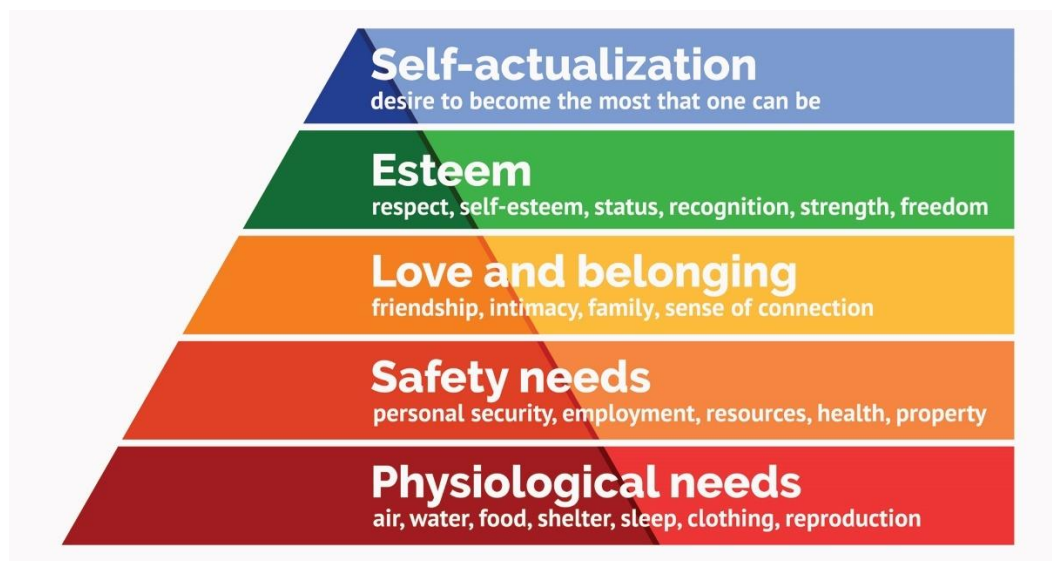 Self-actualization
desire to become the most that one can be
Esteem
respect, self-esteem, status, recognition, strength, freedom
Love and belonging
friendship, intimacy, family, sense of connection
Safety needs
personal security, employment, resources, health, property
Physiological needs
air, water, food, shelter, sleep, clothing, reproduction